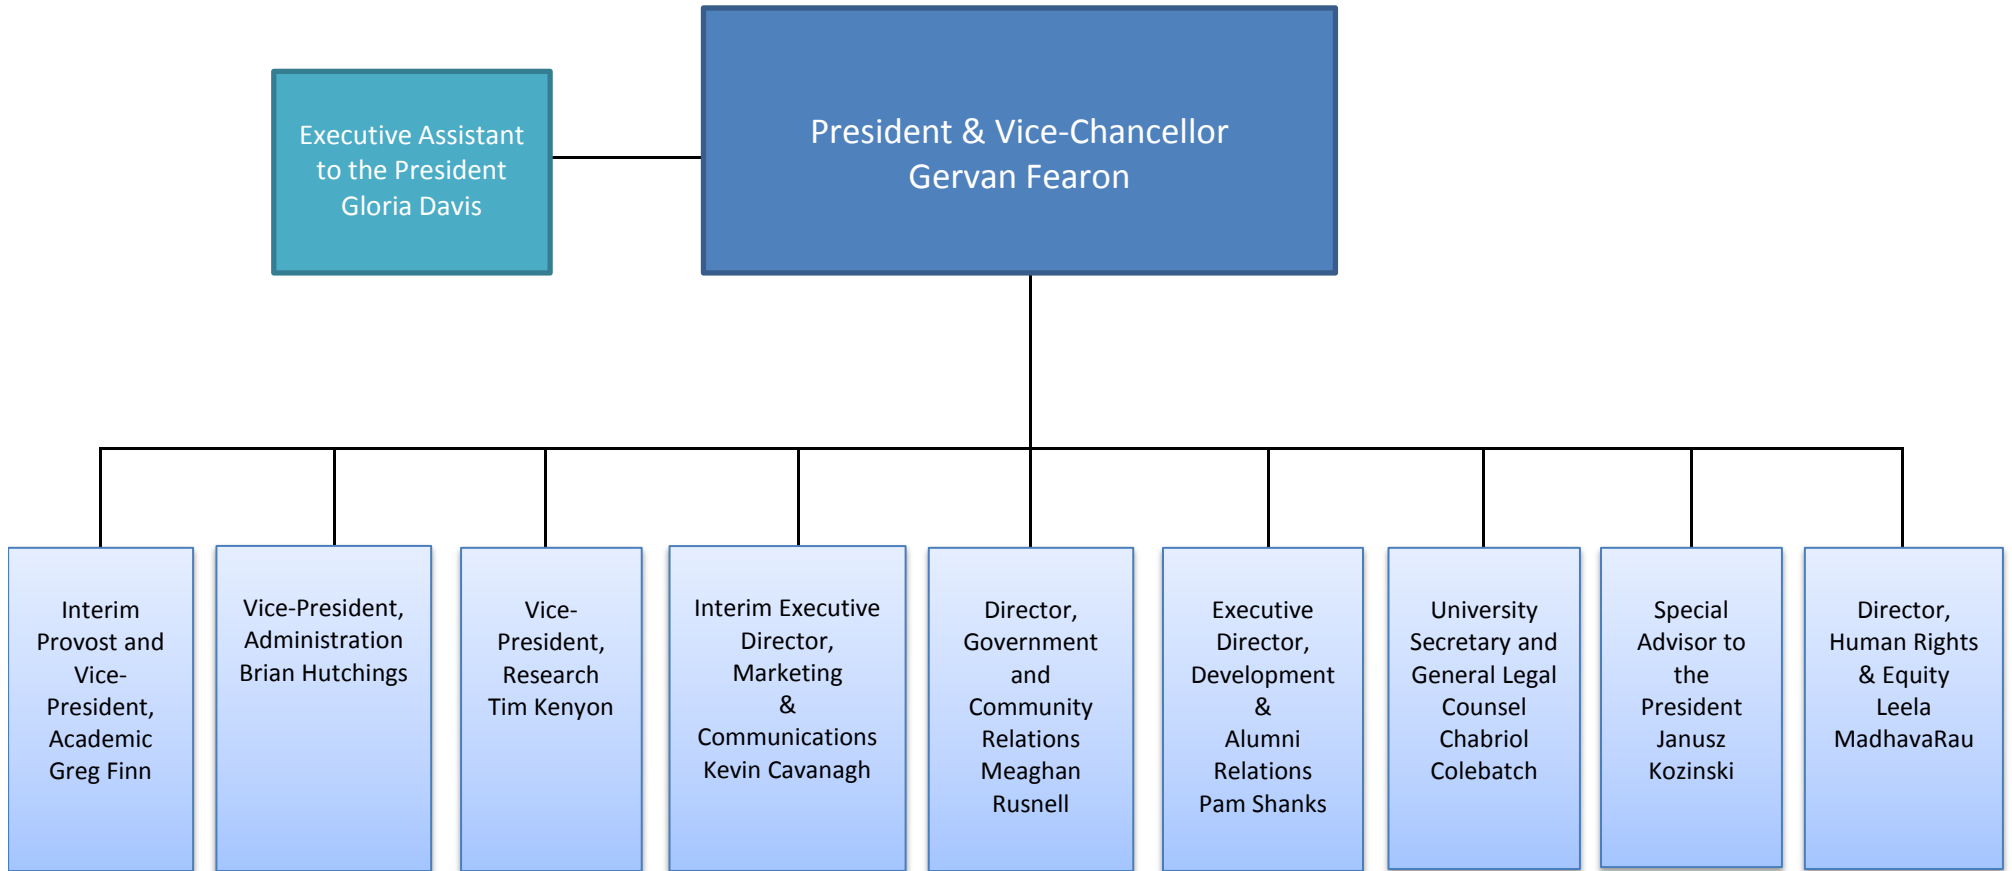 Executive Assistant
to the President
Gloria Davis
President & Vice-Chancellor
Gervan Fearon
Interim
Provost and
Vice-
President,
Academic
Greg Finn
Vice-President,
Administration
Brian Hutchings
Vice-
President,
Research
Tim Kenyon
Interim Executive
Director,
Marketing
&
Communications
Kevin Cavanagh
Director,
Government
and
Community
Relations
Meaghan
Rusnell
Executive
Director,
Development
&
Alumni
Relations
Pam Shanks
University
Secretary and
General Legal
Counsel
Chabriol
Colebatch
Special
Advisor to
the
President
Janusz
Kozinski
Director,
Human Rights
& Equity
Leela
MadhavaRau